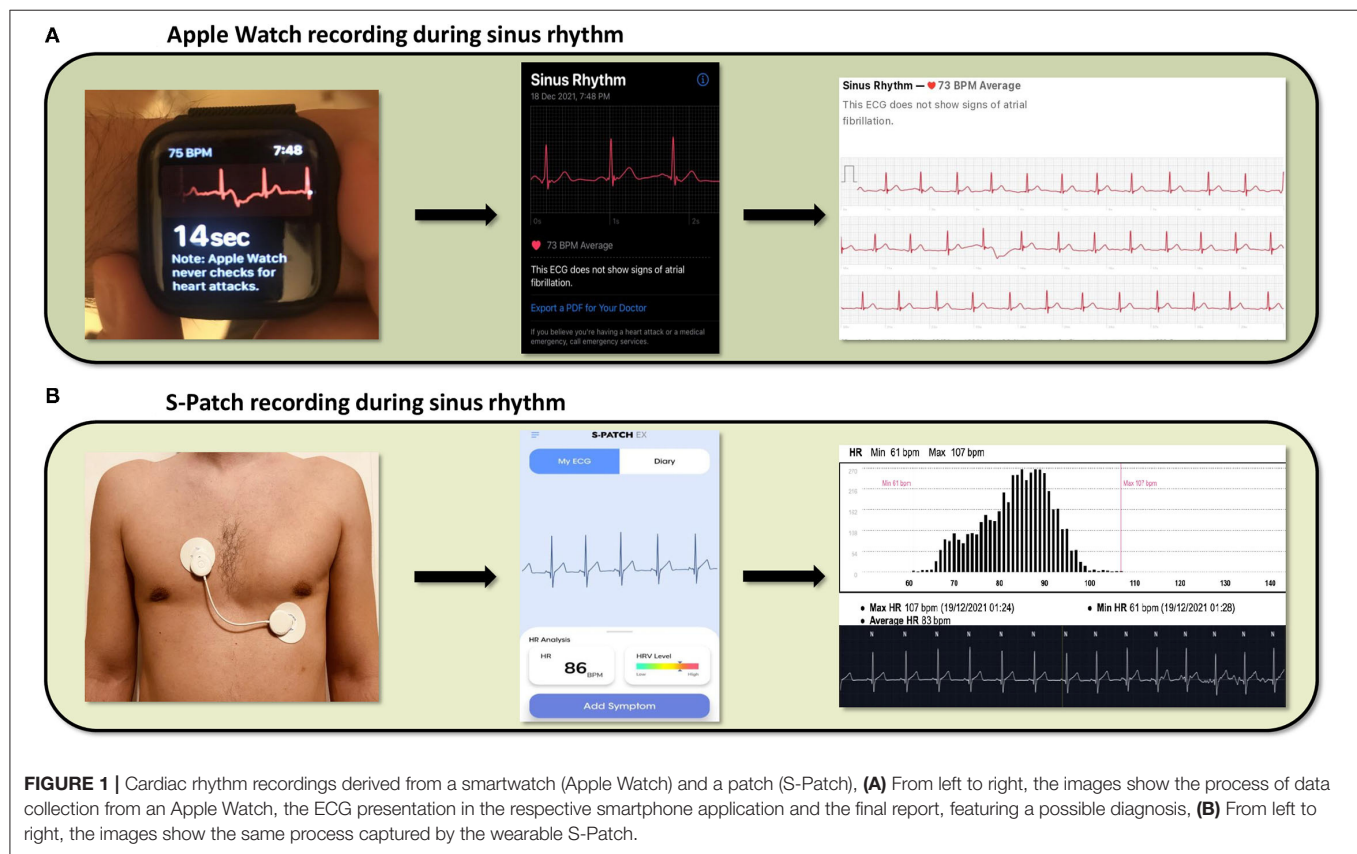 A
Apple Watch recording during sinus rhythm
75 BPM 7:48
14sec
Note: Apple Watch
never checks for
heart attacks.
Sinus Rhythm
18 Dec 2021, 7:48 PM
0s 1s 2s
73 BPM Average
This ECG does not show signs of atrial
fibrillation.
Export a PDF for Your Doctor
If you believe you're having a heart attack or a medical
emergency, call emergency services.
Sinus Rhythm — 73 BPM Average
This ECG does not show signs of atrial
fibrillation.
B
S-Patch recording during sinus rhythm
S-PATCH EX
My ECG Diary
HR Analysis
HR
86 BPM
HRV Level
Low High
Add Symptom
HR Min 61 bpm Max 107 bpm
Min 61 bpm Max 107 bpm
0
60 70 80 90 100 110 120 130 140
• Max HR 107 bpm (19/12/2021 01:24) • Min HR 61 bpm (19/12/2021 01:28)
• Average HR 83 bpm
N N N N N N N N N N N N N
FIGURE 1 | Cardiac rhythm recordings derived from a smartwatch (Apple Watch) and a patch (S-Patch), (A) From left to right, the images show the process of data
collection from an Apple Watch, the ECG presentation in the respective smartphone application and the final report, featuring a possible diagnosis, (B) From left to
right, the images show the same process captured by the wearable S-Patch.